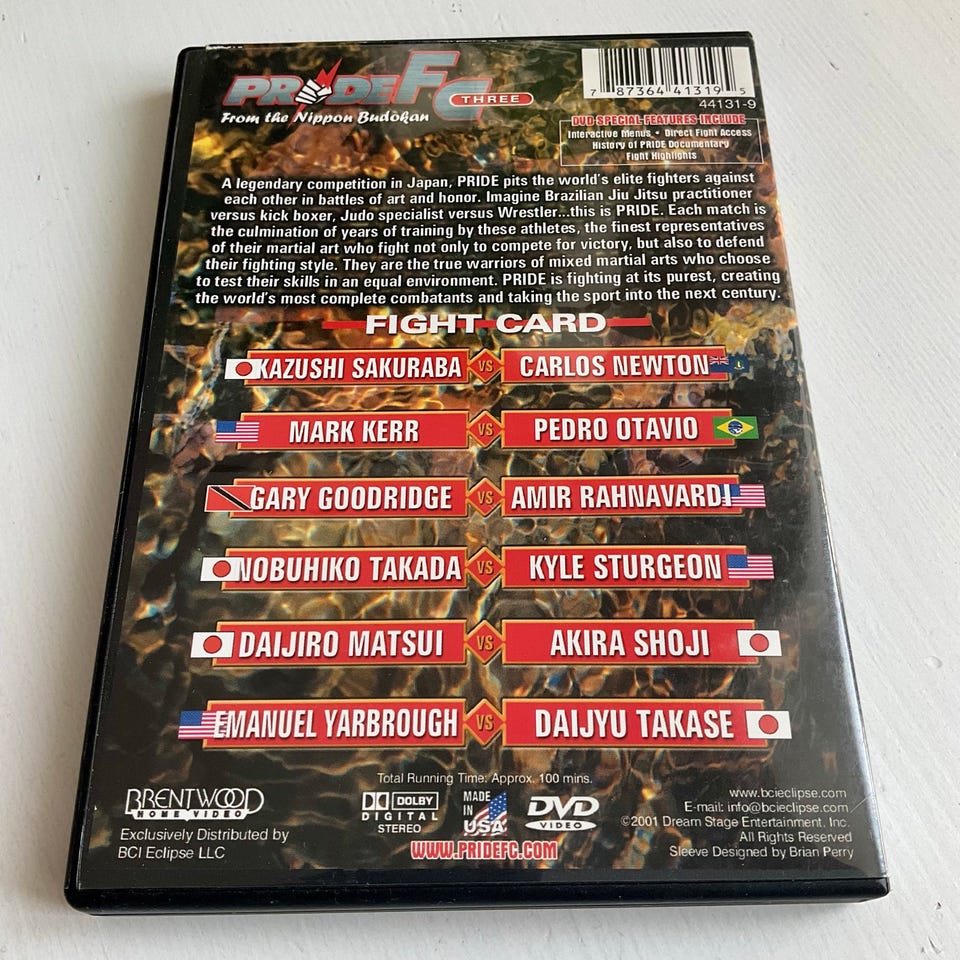 PRIDE FC THREE
From the Nippon Budokan
7 87364 41319 5
44131-9
DVD SPECIAL FEATURES INCLUDE
Interactive Menus • Direct Fight Access
History of PRIDE Documentary
Fight Highlights
A legendary competition in Japan, PRIDE pits the world's elite fighters against
each other in battles of art and honor. Imagine Brazilian Jiu Jitsu practitioner
versus kick boxer, Judo specialist versus Wrestler...this is PRIDE. Each match is
the culmination of years of training by these athletes, the finest representatives
of their martial art who fight not only to compete for victory, but also to defend
their fighting style. They are the true warriors of mixed martial arts who choose
to test their skills in an equal environment. PRIDE is fighting at its purest, creating
the world's most complete combatants and taking the sport into the next century.
FIGHT CARD
KAZUSHI SAKURABA VS CARLOS NEWTON
MARK KERR VS PEDRO OTAVIO
GARY GOODRIDGE VS AMIR RAHNAVARDI
NOBUHIKO TAKADA VS KYLE STURGEON
DAIJIRO MATSUI VS AKIRA SHOJI
EMANUEL YARBROUGH VS DAIJYU TAKASE
Total Running Time: Approx. 100 mins.
BRENTWOOD
HOME VIDEO
Exclusively Distributed by
BCI Eclipse LLC
DOLBY
DIGITAL
STEREO
MADE
IN
USA
DVD
VIDEO
www.PRIDEFC.COM
www.bcieclipse.com
E-mail: info@bcieclipse.com
©2001 Dream Stage Entertainment, Inc.
All Rights Reserved
Sleeve Designed by Brian Perry